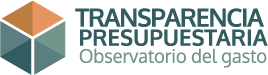 TRANSPARENCIA
PRESUPUESTARIA
Observatorio del gasto